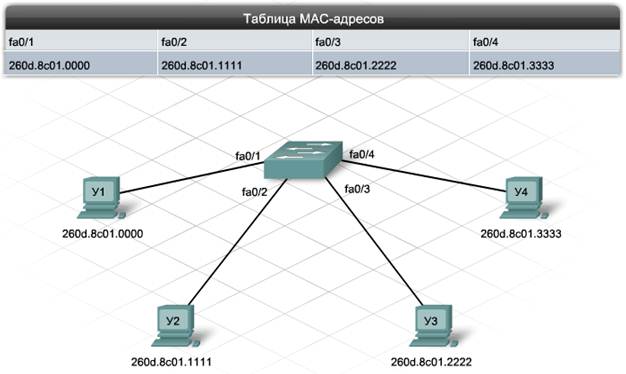 Таблица MAC-адресов
fa0/1 fa0/2 fa0/3 fa0/4
260d.8c01.0000 260d.8c01.1111 260d.8c01.2222 260d.8c01.3333
fa0/1 fa0/4
fa0/2 fa0/3
У1 У4
260d.8c01.0000 260d.8c01.3333
У2 У3
260d.8c01.1111 260d.8c01.2222